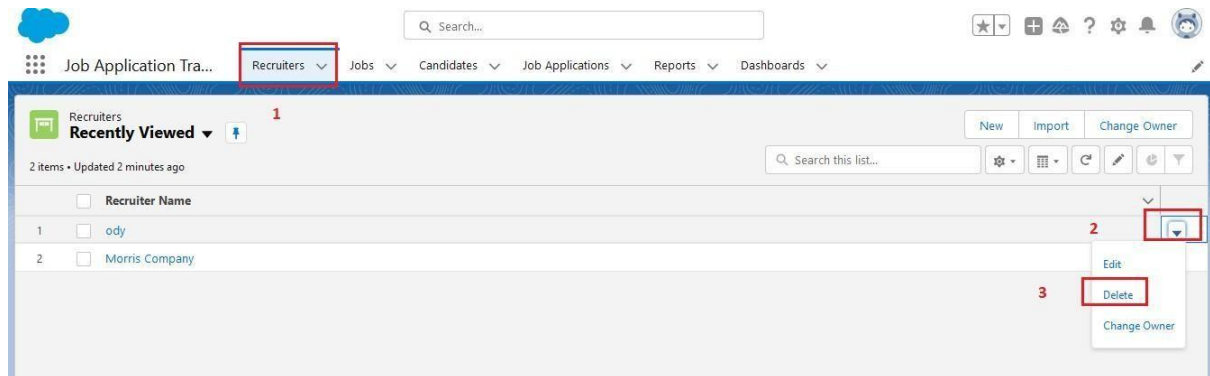 Search...
Job Application Tra... Recruiters Jobs Candidates Job Applications Reports Dashboards
1
Recruiters
Recently Viewed
New Import Change Owner
2 items • Updated 2 minutes ago
Search this list...
Recruiter Name
1 ody
2
2 Morris Company
Edit
3
Delete
Change Owner